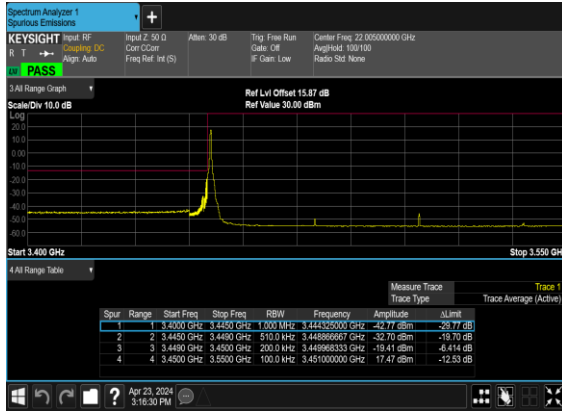 Spectrum Analyzer 1
Spurious Emissions
+
KEYSIGHT Input: RF Input Z: 50 Ω Atten: 30 dB Trig: Free Run Center Freq: 22.005000000 GHz
R T Coupling: DC Corr CCorr Gate: Off Avg|Hold: 100/100
Align: Auto Freq Ref: Int (S) IF Gain: Low Radio Std: None
PASS
3 All Range Graph
Ref Lvl Offset 15.87 dB
Scale/Div 10.0 dB Ref Value 30.00 dBm
Log
20.0
10.0
0.00
-10.0
-20.0
-30.0
-40.0
-50.0
-60.0
Start 3.400 GHz Stop 3.550 GH
4 All Range Table
Measure Trace Trace 1
Trace Type Trace Average (Active)
Spur Range Start Freq Stop Freq RBW Frequency Amplitude ΔLimit
1 1 3.4000 GHz 3.4450 GHz 1.000 MHz 3.444325000 GHz -42.77 dBm -29.77 dB
2 2 3.4450 GHz 3.4490 GHz 510.0 kHz 3.448866667 GHz -32.70 dBm -19.70 dB
3 3 3.4490 GHz 3.4500 GHz 200.0 kHz 3.449968333 GHz -19.41 dBm -6.414 dB
4 4 3.4500 GHz 3.5500 GHz 100.0 kHz 3.451000000 GHz 17.47 dBm -12.53 dB
? Apr 23, 2024
3:16:30 PM